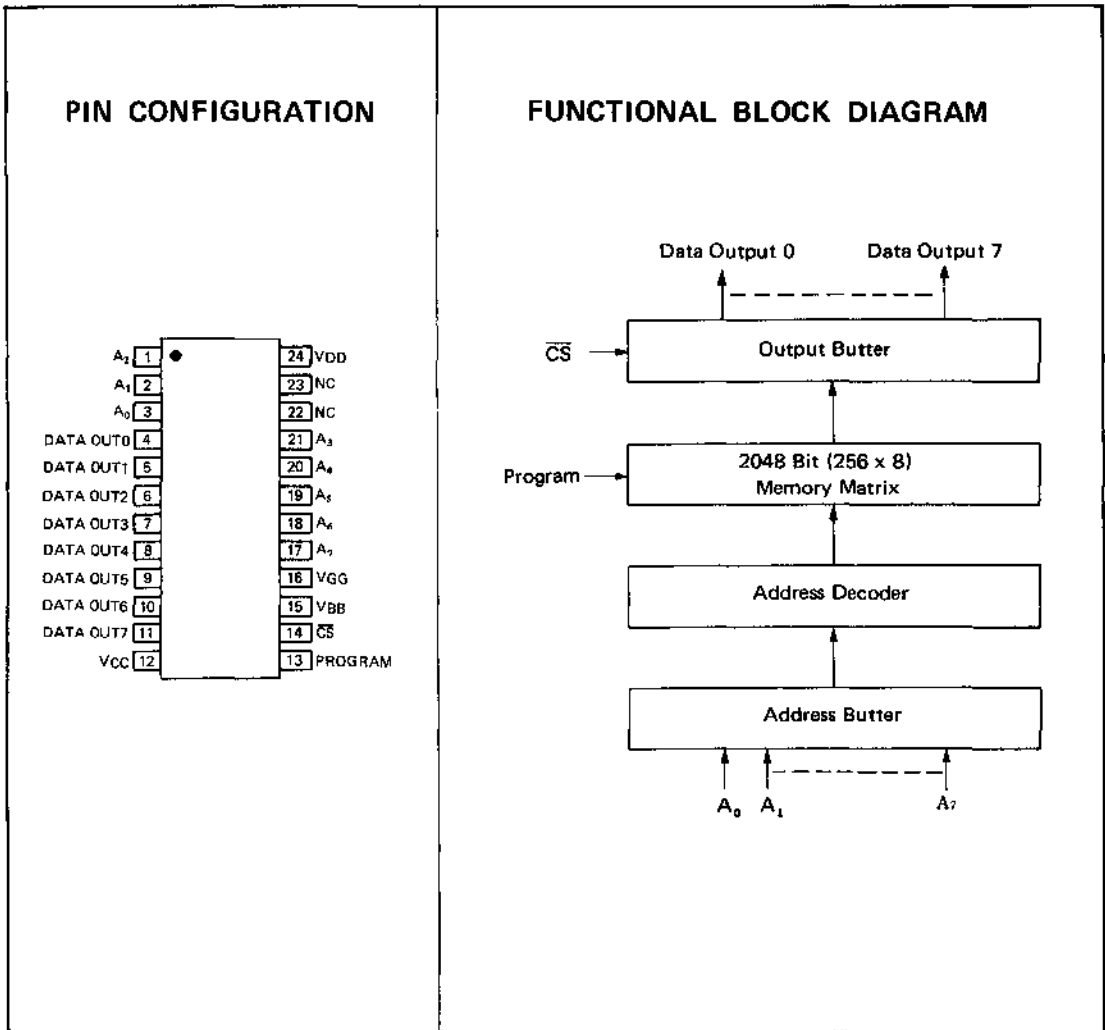 PIN CONFIGURATION
A₂ 1
A₁ 2
A₀ 3
DATA OUT0 4
DATA OUT1 5
DATA OUT2 6
DATA OUT3 7
DATA OUT4 8
DATA OUT5 9
DATA OUT6 10
DATA OUT7 11
VCC 12
24 VDD
23 NC
22 NC
21 A₃
20 A₄
19 A₅
18 A₆
17 A₇
16 VGG
15 VBB
14 C̅S̅
13 PROGRAM
FUNCTIONAL BLOCK DIAGRAM
Data Output 0 Data Output 7
C̅S̅ Output Butter
Program 2048 Bit (256 x 8)
Memory Matrix
Address Decoder
Address Butter
A₀ A₁ A₇